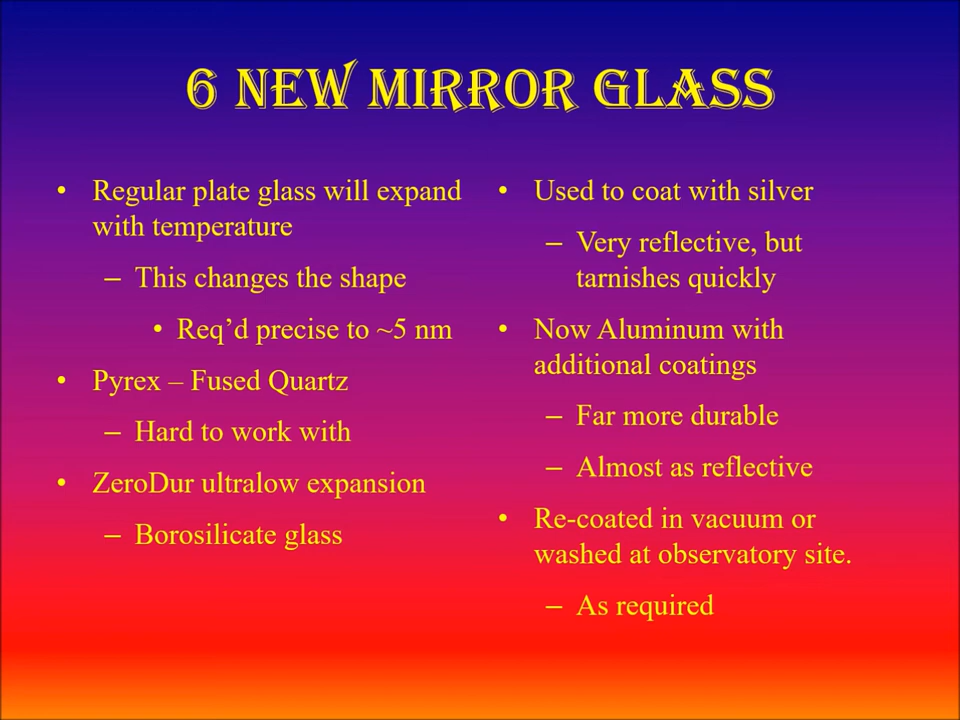 6 NEW MIRROR GLASS
• Regular plate glass will expand
with temperature
– This changes the shape
• Req’d precise to ~5 nm
• Pyrex – Fused Quartz
– Hard to work with
• ZeroDur ultralow expansion
– Borosilicate glass
• Used to coat with silver
– Very reflective, but
tarnishes quickly
• Now Aluminum with
additional coatings
– Far more durable
– Almost as reflective
• Re-coated in vacuum or
washed at observatory site.
– As required